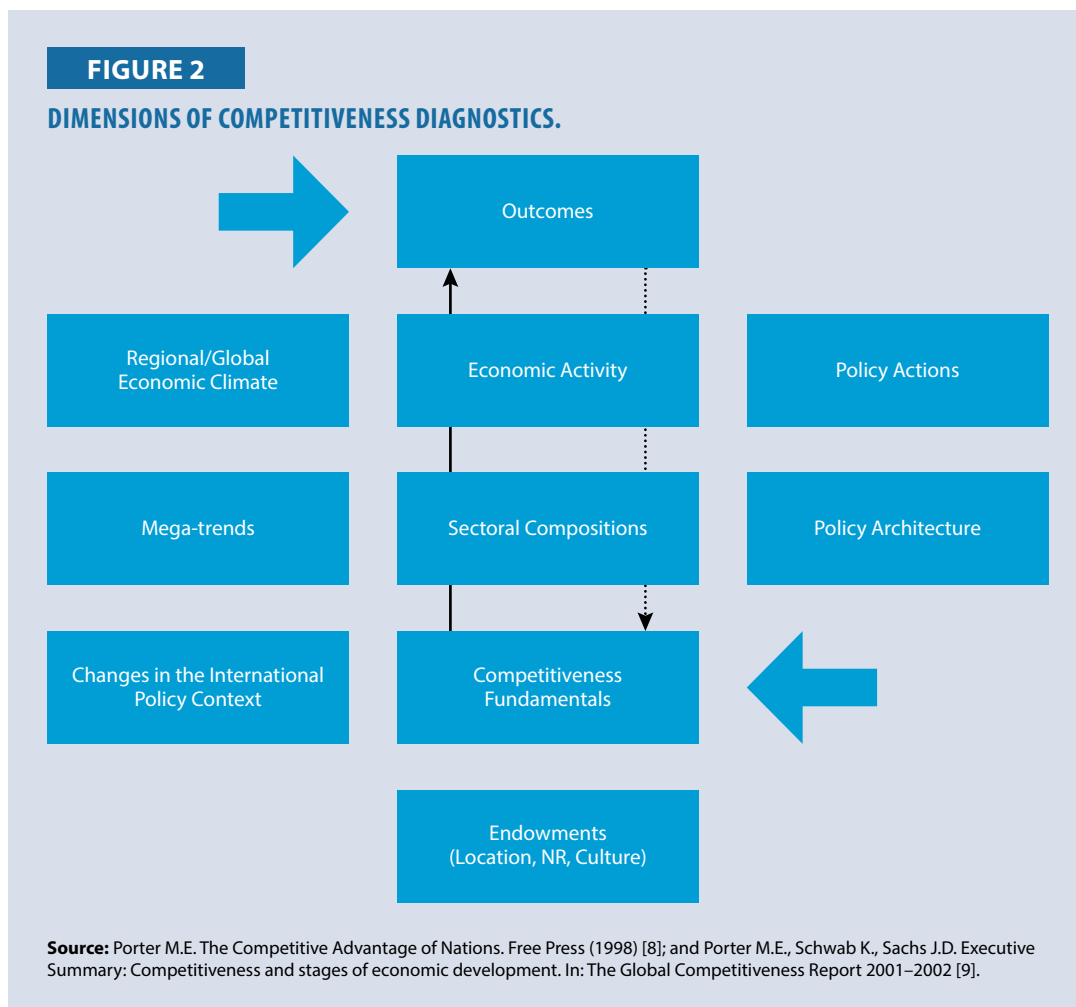 FIGURE 2
DIMENSIONS OF COMPETITIVENESS DIAGNOSTICS.
Outcomes
Regional/Global
Economic Climate
Economic Activity
Policy Actions
Mega-trends
Sectoral Compositions
Policy Architecture
Changes in the International
Policy Context
Competitiveness
Fundamentals
Endowments
(Location, NR, Culture)
Source: Porter M.E. The Competitive Advantage of Nations. Free Press (1998) [8]; and Porter M.E., Schwab K., Sachs J.D. Executive
Summary: Competitiveness and stages of economic development. In: The Global Competitiveness Report 2001–2002 [9].